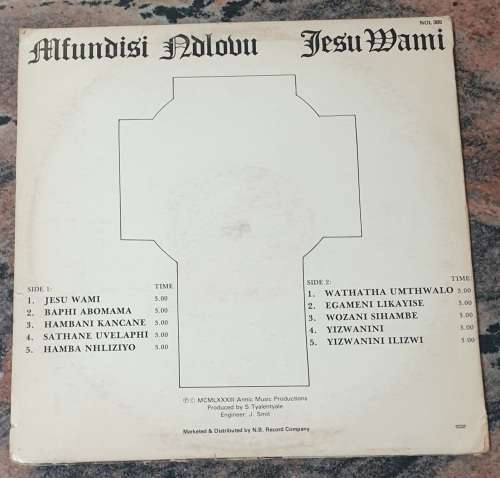 NOL 380
Mfundisi Ndlovu Jesu Wami
SIDE 1: TIME
1. JESU WAMI 5.00
2. BAPHI ABOMAMA 5.00
3. HAMBANI KANCANE 5.00
4. SATHANE UVELAPHI 5.00
5. HAMBA NHLIZIYO 5.00
SIDE 2: TIME
1. WATHATHA UMTHWALO 5.00
2. EGAMENI LIKAYISE 5.00
3. WOZANI SIHAMBE 5.00
4. YIZWANINI 5.00
5. YIZWANINI ILIZWI 5.00
℗© MCMLXXXIII Annic Music Productions
Produced by S. Tyalentyale
Engineer: J. Smit
Marketed & Distributed by N.B. Record Company.